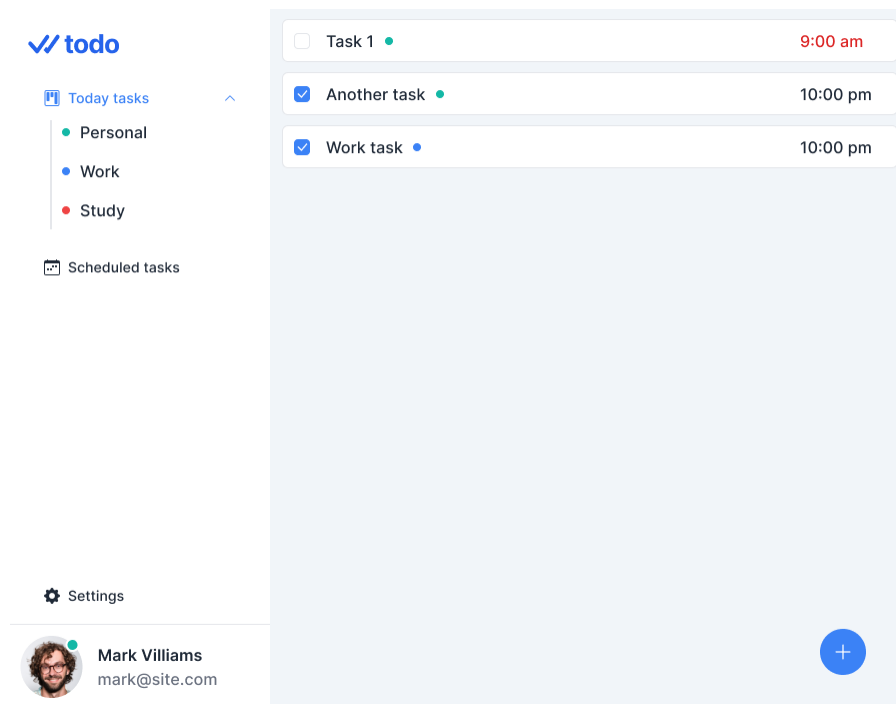 todo
Today tasks
Personal
Work
Study
Scheduled tasks
Settings
Mark Villiams
mark@site.com
Task 1 9:00 am
Another task 10:00 pm
Work task 10:00 pm